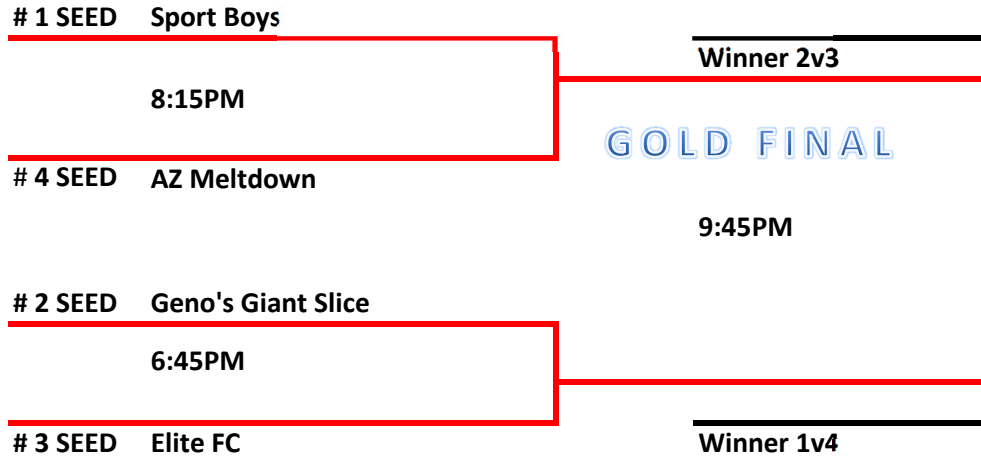 # 1 SEED Sport Boys
Winner 2v3
8:15PM
GOLD FINAL
# 4 SEED AZ Meltdown
9:45PM
# 2 SEED Geno's Giant Slice
6:45PM
# 3 SEED Elite FC
Winner 1v4